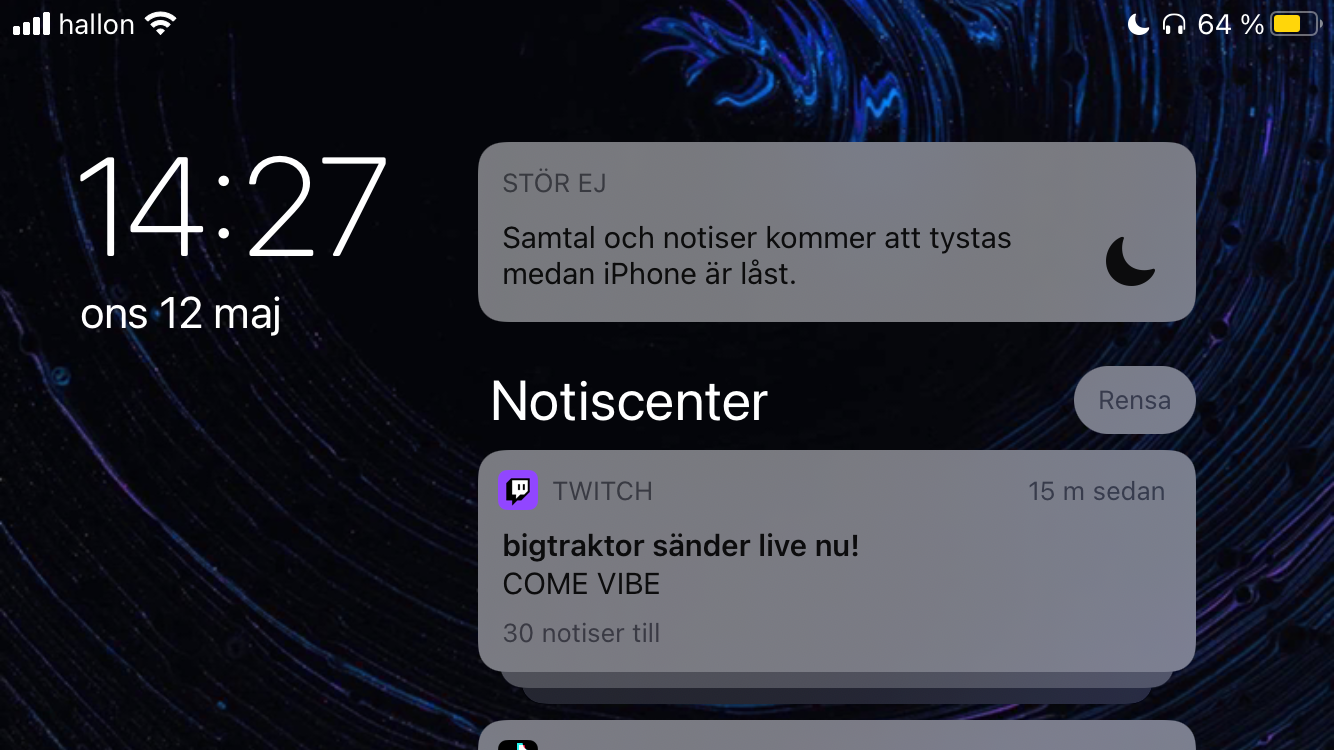 hallon
64 %
14:27
ons 12 maj
STÖR EJ
Samtal och notiser kommer att tystas
medan iPhone är låst.
Notiscenter
Rensa
TWITCH
15 m sedan
bigtraktor sänder live nu!
COME VIBE
30 notiser till